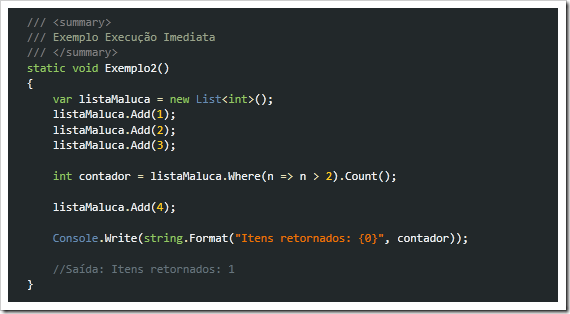 /// <summary>
/// Exemplo Execução Imediata
/// </summary>
static void Exemplo2()
{
var listaMaluca = new List<int>();
listaMaluca.Add(1);
listaMaluca.Add(2);
listaMaluca.Add(3);
int contador = listaMaluca.Where(n => n > 2).Count();
listaMaluca.Add(4);
Console.Write(string.Format("Itens retornados: {0}", contador));
//Saída: Itens retornados: 1
}